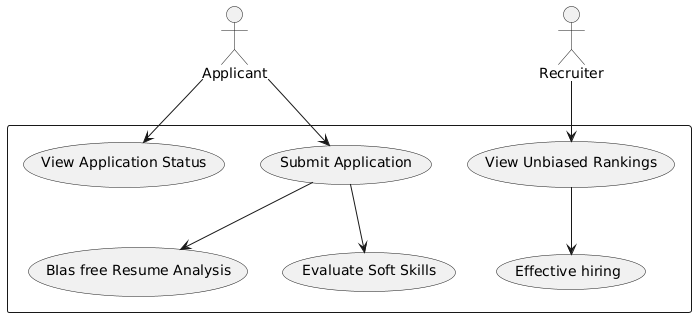 Applicant
Recruiter
View Application Status
Submit Application
View Unbiased Rankings
Blas free Resume Analysis
Evaluate Soft Skills
Effective hiring